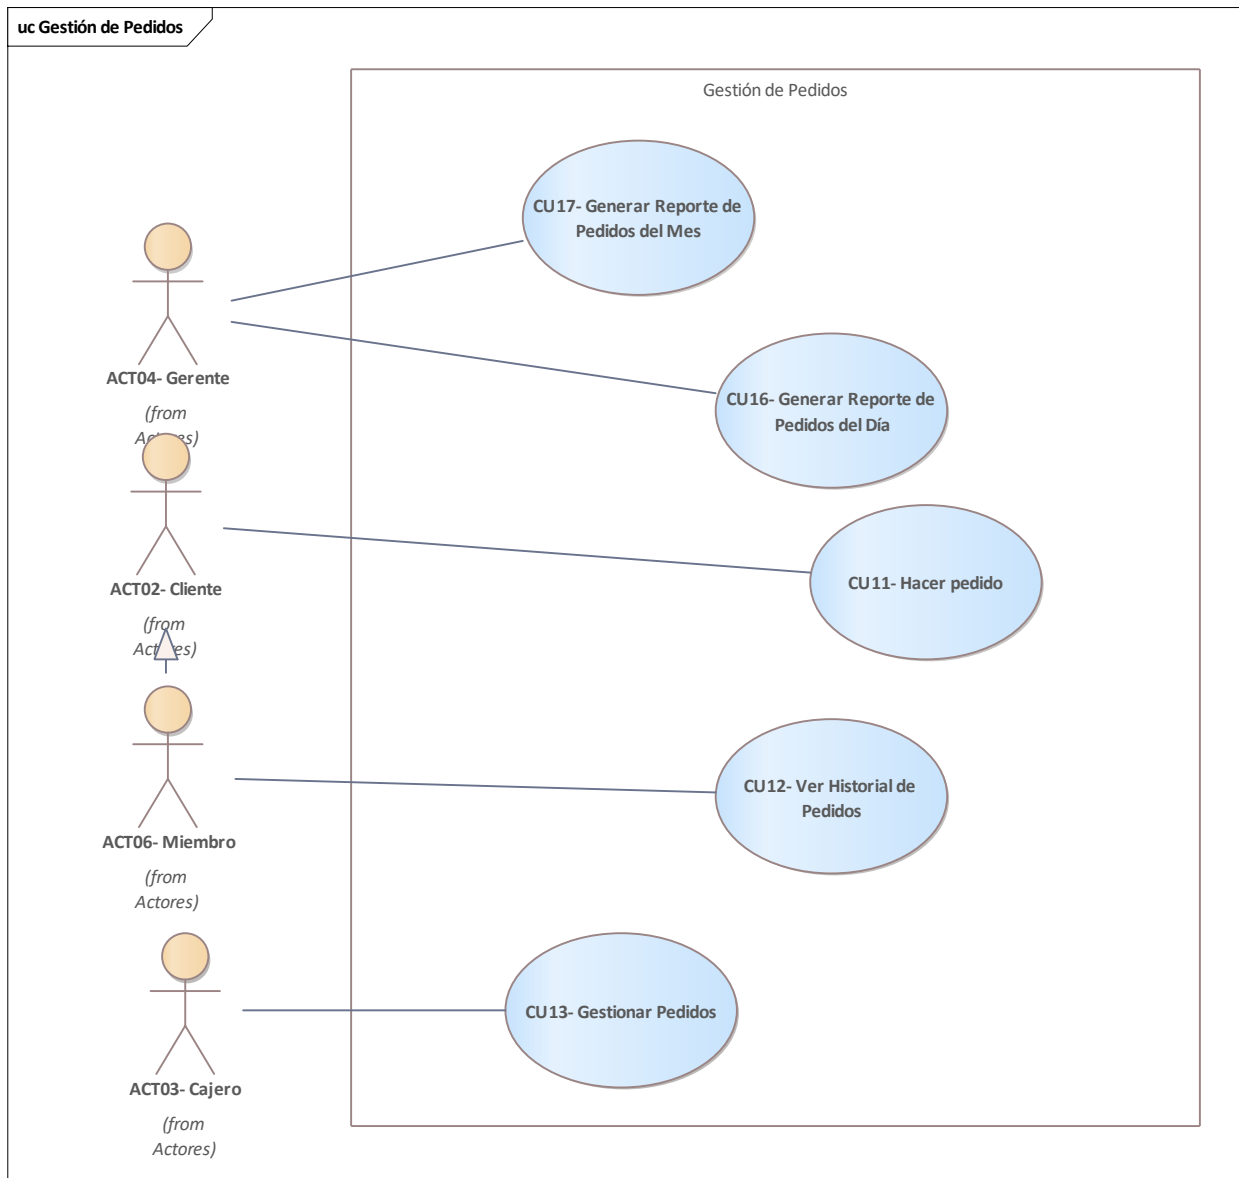 uc Gestión de Pedidos
Gestión de Pedidos
CU17- Generar Reporte de
Pedidos del Mes
ACT04- Gerente
(from
Actores)
CU16- Generar Reporte de
Pedidos del Día
ACT02- Cliente
(from
Actores)
CU11- Hacer pedido
ACT06- Miembro
(from
Actores)
CU12- Ver Historial de
Pedidos
ACT03- Cajero
(from
Actores)
CU13- Gestionar Pedidos